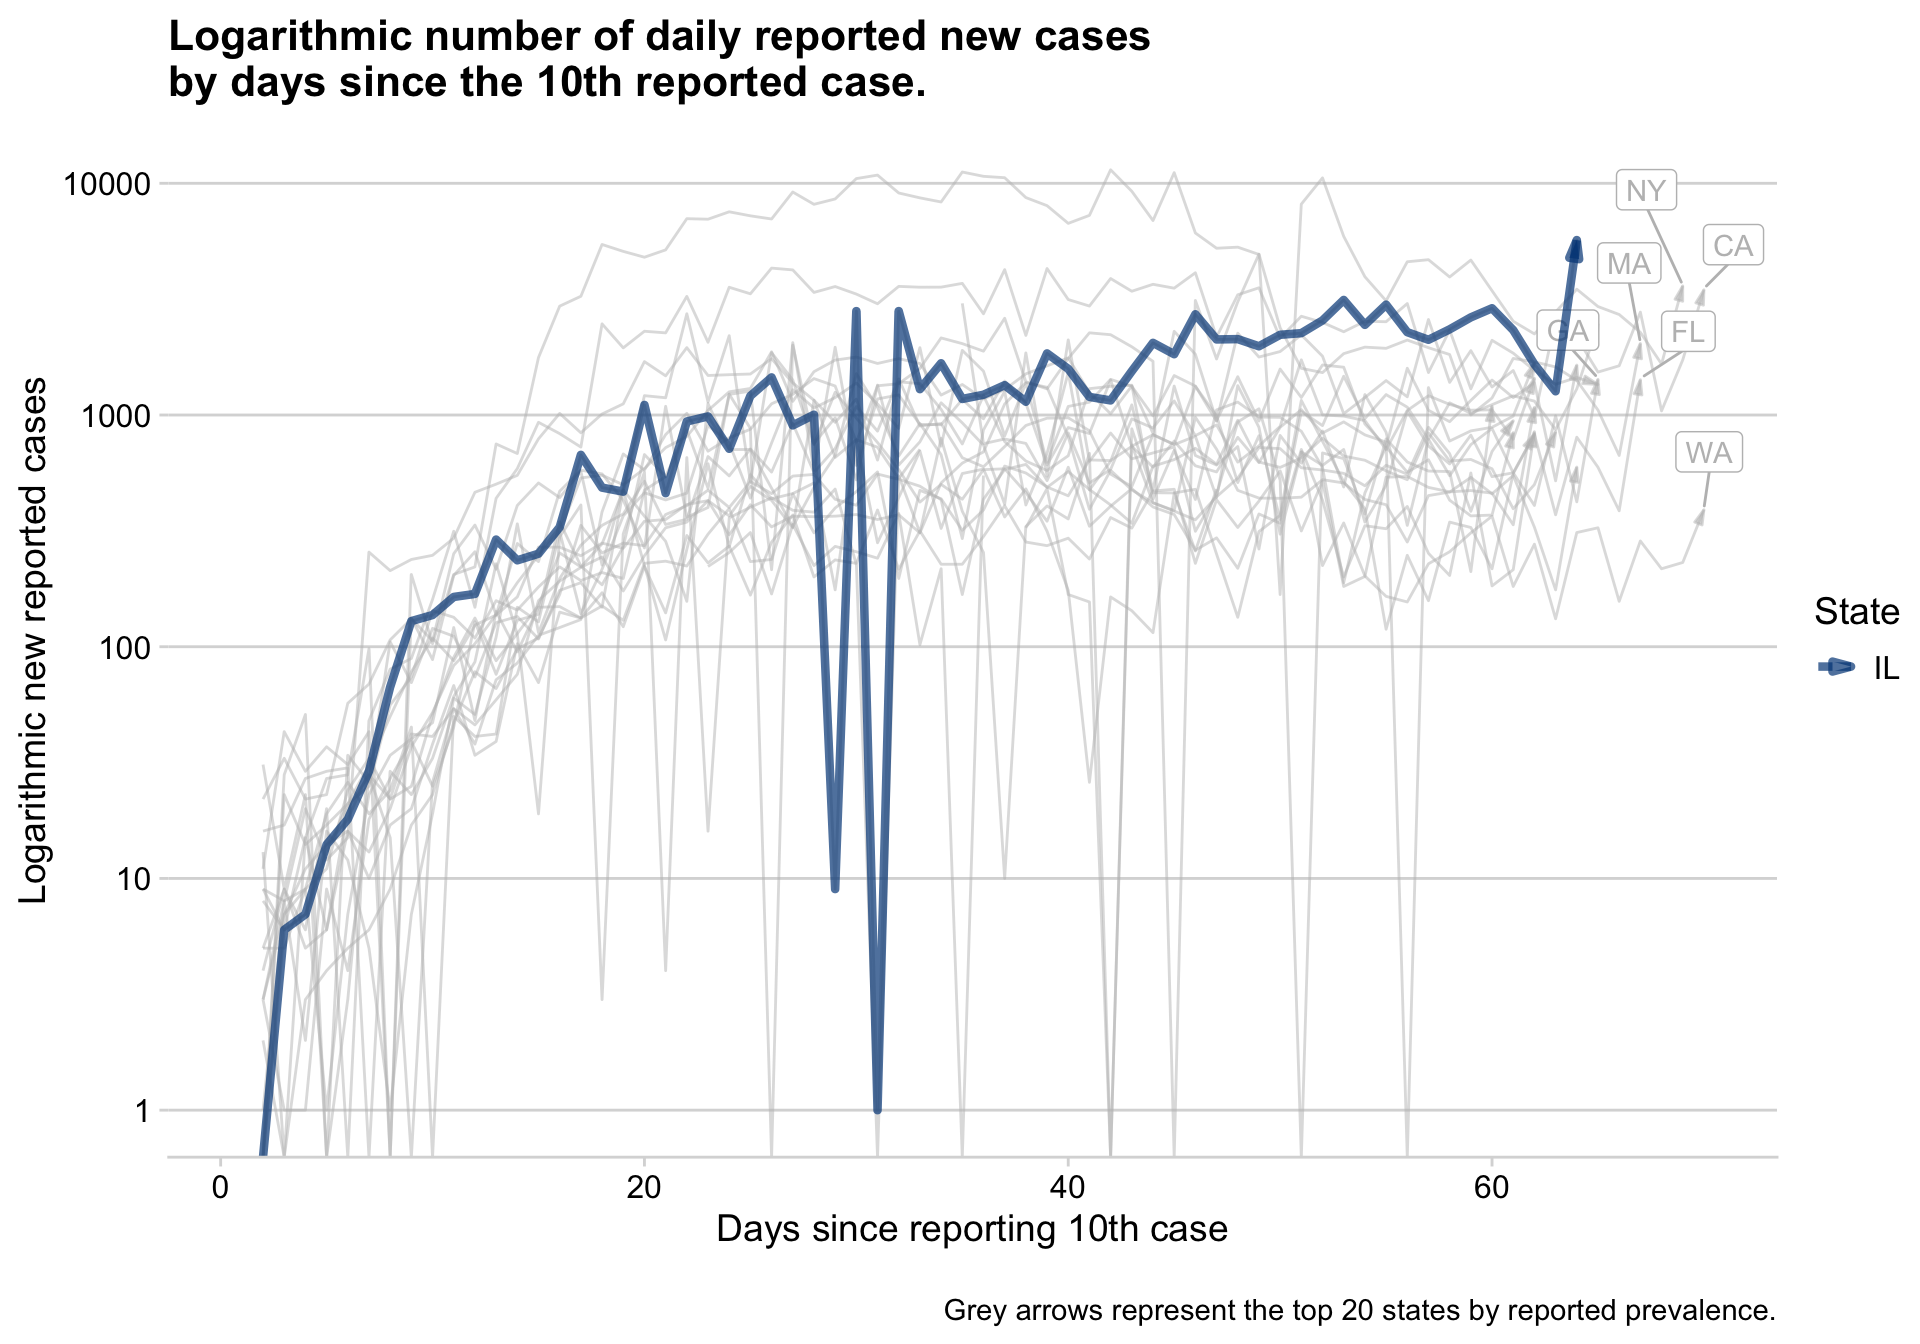 Logarithmic number of daily reported new cases
by days since the 10th reported case.
Logarithmic new reported cases
10000
1000
100
10
1
NY
CA
MA
GA
FL
WA
State
IL
0
20
40
60
Days since reporting 10th case
Grey arrows represent the top 20 states by reported prevalence.